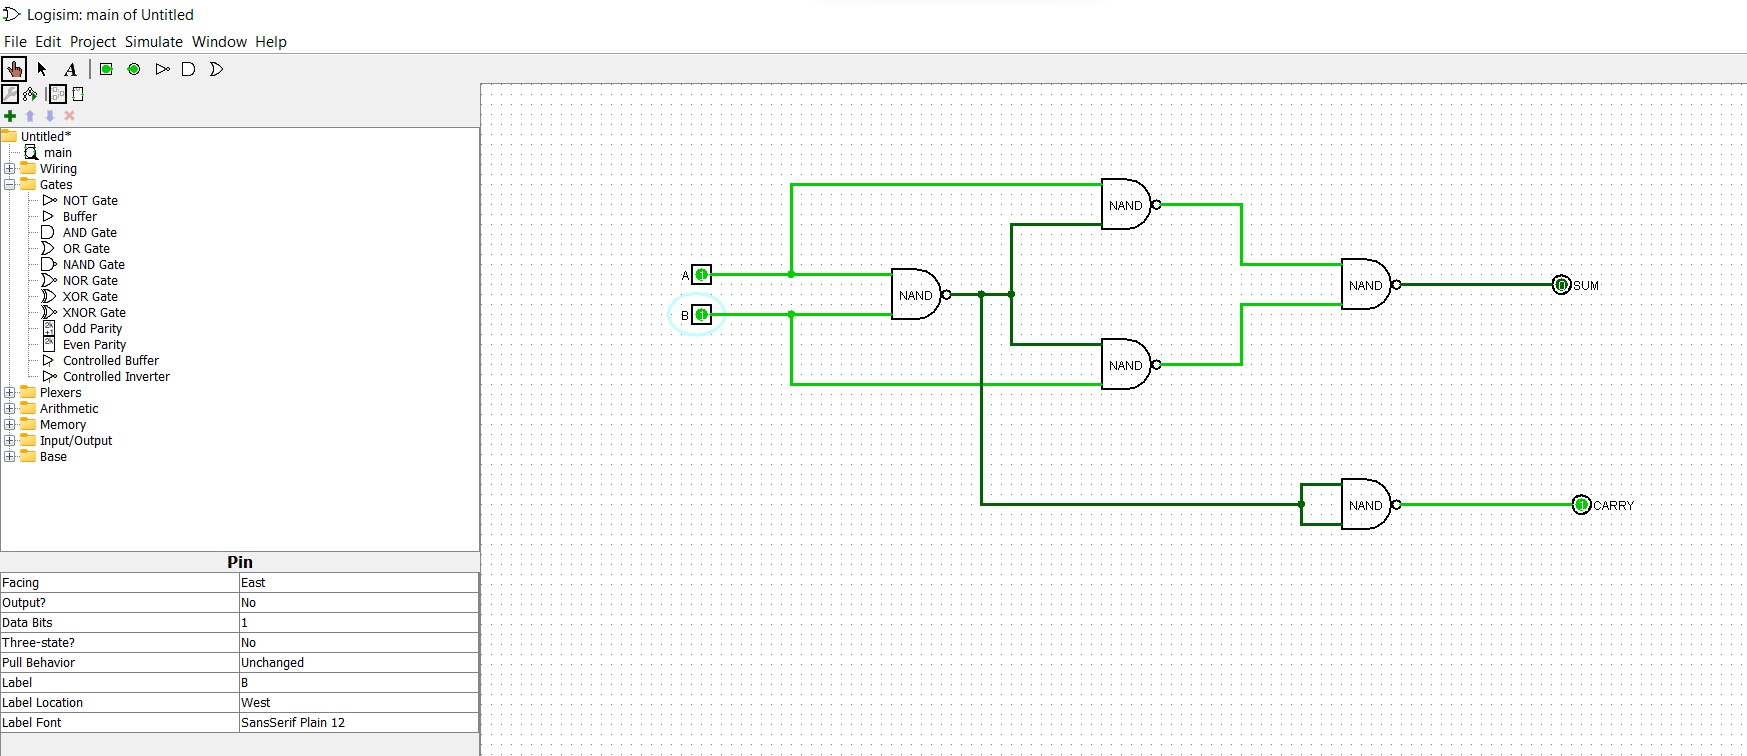 Logisim: main of Untitled
File Edit Project Simulate Window Help
A
Untitled*
main
Wiring
Gates
NOT Gate
Buffer
AND Gate
OR Gate
NAND Gate
NOR Gate
XOR Gate
XNOR Gate
Odd Parity
Even Parity
Controlled Buffer
Controlled Inverter
Plexers
Arithmetic
Memory
Input/Output
Base
Pin
Facing East
Output? No
Data Bits 1
Three-state? No
Pull Behavior Unchanged
Label B
Label Location West
Label Font SansSerif Plain 12
NAND
A 1
NAND
NAND SUM
B 1
0
NAND
NAND
1 CARRY